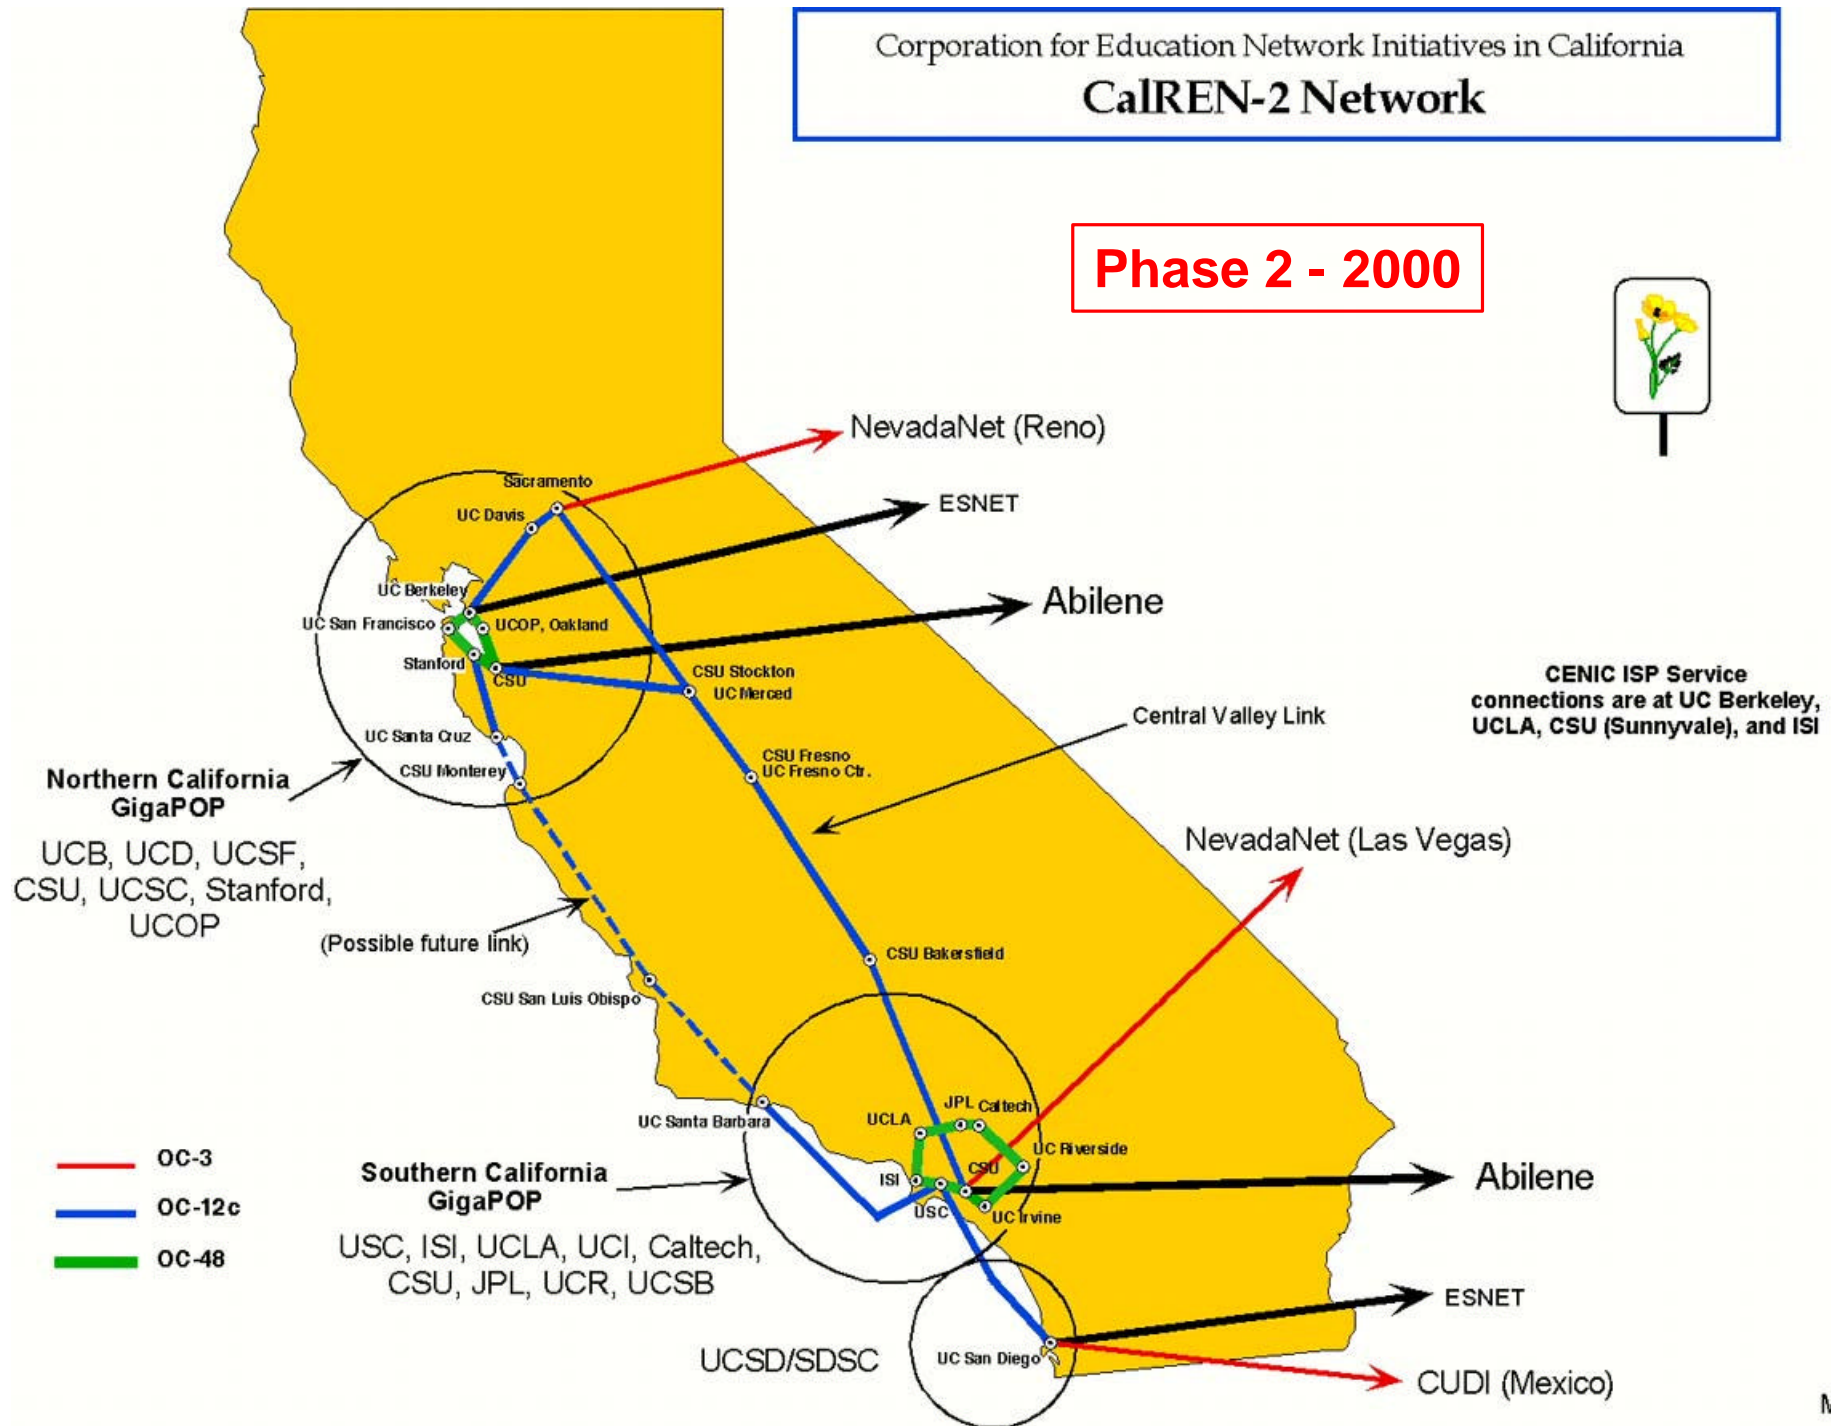 Corporation for Education Network Initiatives in California
CalREN-2 Network
Phase 2 - 2000
NevadaNet (Reno)
Sacramento
ESNET
UC Davis
UC Berkeley
Abilene
UC San Francisco
UCOP, Oakland
Stanford
CSU
CSU Stockton
UC Merced
CENIC ISP Service
connections are at UC Berkeley,
UCLA, CSU (Sunnyvale), and ISI
Central Valley Link
UC Santa Cruz
CSU Monterey
CSU Fresno
UC Fresno Ctr.
Northern California
GigaPOP
UCB, UCD, UCSF,
CSU, UCSC, Stanford,
UCOP
NevadaNet (Las Vegas)
(Possible future link)
CSU Bakersfield
CSU San Luis Obispo
UC Santa Barbara
UCLA
JPL
Caltech
UC Riverside
CSU
ISI
USC
UC Irvine
Abilene
OC-3
OC-12c
OC-48
Southern California
GigaPOP
USC, ISI, UCLA, UCI, Caltech,
CSU, JPL, UCR, UCSB
ESNET
UCSD/SDSC
UC San Diego
CUDI (Mexico)